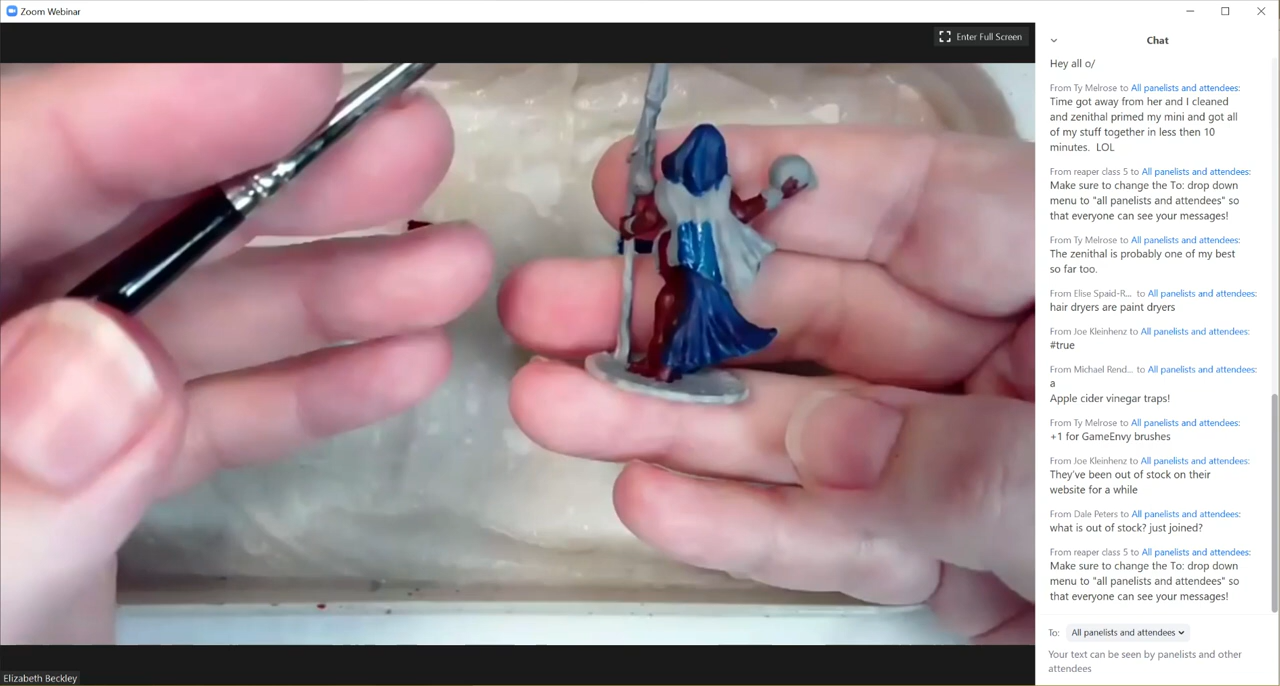 Zoom Webinar
Enter Full Screen
Chat
Hey all o/
From Ty Melrose to All panelists and attendees:
Time got away from her and I cleaned
and zenithal primed my mini and got all
of my stuff together in less then 10
minutes. LOL
From reaper class 5 to All panelists and attendees:
Make sure to change the To: drop down
menu to "all panelists and attendees" so
that everyone can see your messages!
From Ty Melrose to All panelists and attendees:
The zenithal is probably one of my best
so far too.
From Elise Spaid-R... to All panelists and attendees:
hair dryers are paint dryers
From Joe Kleinhenz to All panelists and attendees:
#true
From Michael Rend... to All panelists and attendees:
a
Apple cider vinegar traps!
From Ty Melrose to All panelists and attendees:
+1 for GameEnvy brushes
From Joe Kleinhenz to All panelists and attendees:
They've been out of stock on their
website for a while
From Dale Peters to All panelists and attendees:
what is out of stock? just joined?
From reaper class 5 to All panelists and attendees:
Make sure to change the To: drop down
menu to "all panelists and attendees" so
that everyone can see your messages!
To: All panelists and attendees
Your text can be seen by panelists and other
attendees
Elizabeth Beckley